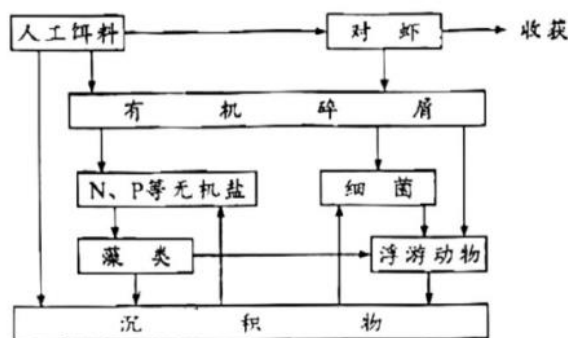 人工饵料
对虾
收获
有机碎屑
N、P等无机盐
细菌
藻类
浮游动物
沉积物